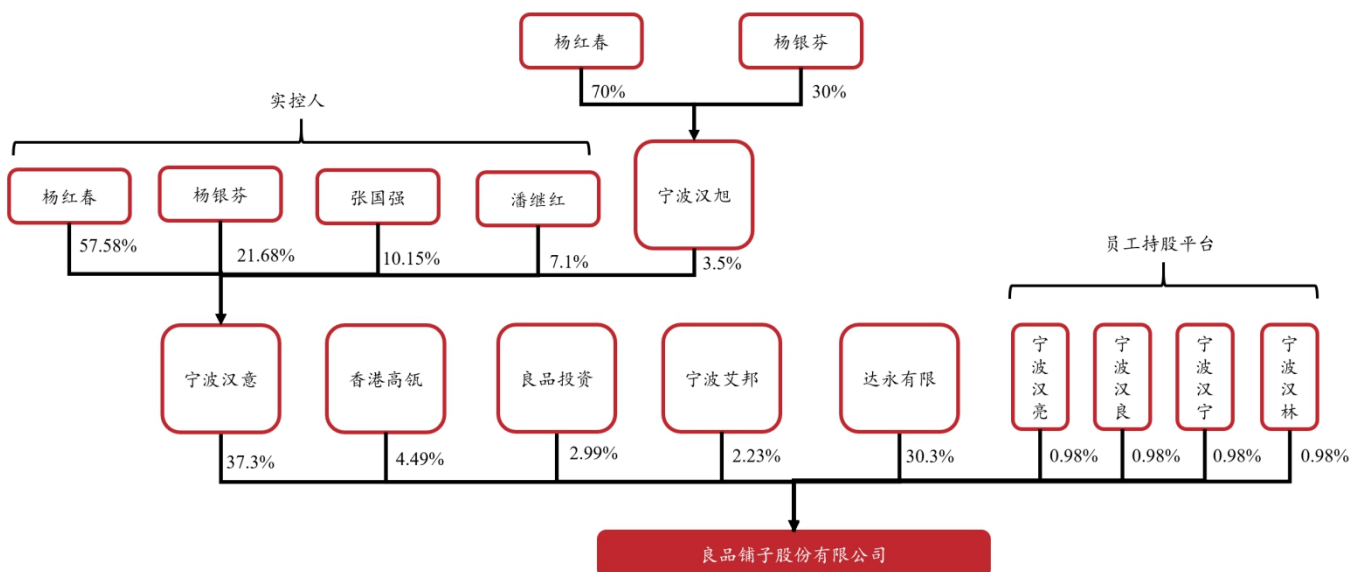 杨红春
杨银芬
70%
30%
实控人
杨红春
杨银芬
张国强
潘继红
宁波汉旭
57.58%
21.68%
10.15%
7.1%
3.5%
员工持股平台
宁波汉意
香港高瓴
良品投资
宁波艾邦
达永有限
宁波汉亮
宁波汉良
宁波汉宁
宁波汉林
37.3%
4.49%
2.99%
2.23%
30.3%
0.98%
0.98%
0.98%
0.98%
良品铺子股份有限公司